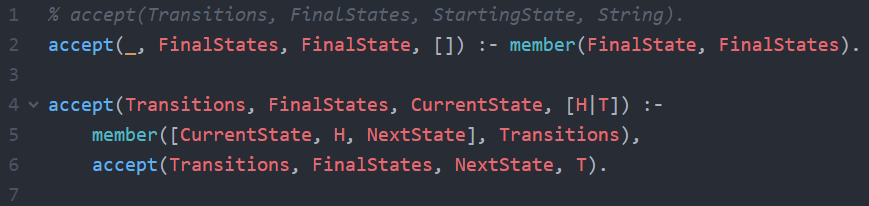 1 % accept(Transitions, FinalStates, StartingState, String).
2 accept(_, FinalStates, FinalState, []) :- member(FinalState, FinalStates).
3
4 accept(Transitions, FinalStates, CurrentState, [H|T]) :-
5 member([CurrentState, H, NextState], Transitions),
6 accept(Transitions, FinalStates, NextState, T).
7